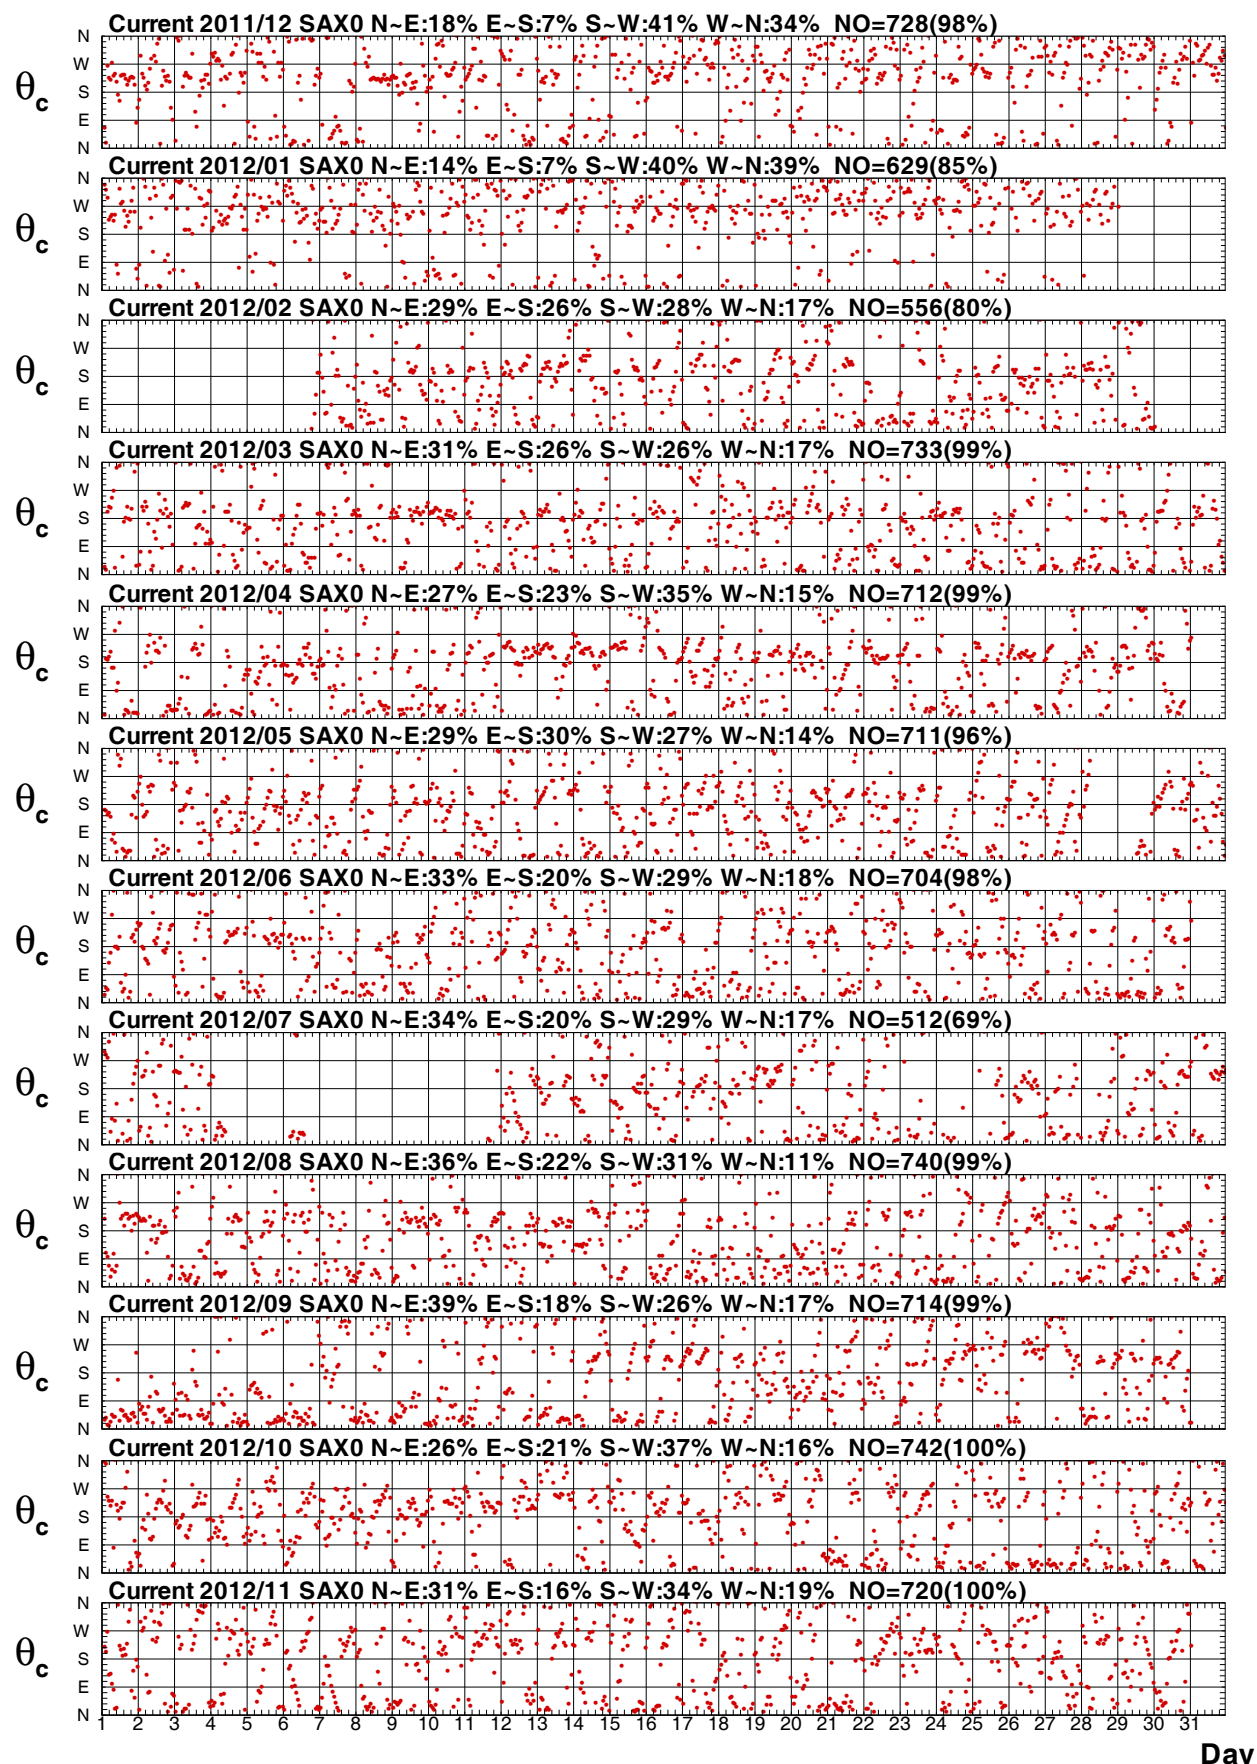 Current 2011/12 SAX0 N~E:18% E~S:7% S~W:41% W~N:34% NO=728(98%)
N
W
θc
S
E
N
Current 2012/01 SAX0 N~E:14% E~S:7% S~W:40% W~N:39% NO=629(85%)
N
W
θc
S
E
N
Current 2012/02 SAX0 N~E:29% E~S:26% S~W:28% W~N:17% NO=556(80%)
N
W
θc
S
E
N
Current 2012/03 SAX0 N~E:31% E~S:26% S~W:26% W~N:17% NO=733(99%)
N
W
θc
S
E
N
Current 2012/04 SAX0 N~E:27% E~S:23% S~W:35% W~N:15% NO=712(99%)
N
W
θc
S
E
N
Current 2012/05 SAX0 N~E:29% E~S:30% S~W:27% W~N:14% NO=711(96%)
N
W
θc
S
E
N
Current 2012/06 SAX0 N~E:33% E~S:20% S~W:29% W~N:18% NO=704(98%)
N
W
θc
S
E
N
Current 2012/07 SAX0 N~E:34% E~S:20% S~W:29% W~N:17% NO=512(69%)
N
W
θc
S
E
N
Current 2012/08 SAX0 N~E:36% E~S:22% S~W:31% W~N:11% NO=740(99%)
N
W
θc
S
E
N
Current 2012/09 SAX0 N~E:39% E~S:18% S~W:26% W~N:17% NO=714(99%)
N
W
θc
S
E
N
Current 2012/10 SAX0 N~E:26% E~S:21% S~W:37% W~N:16% NO=742(100%)
N
W
θc
S
E
N
Current 2012/11 SAX0 N~E:31% E~S:16% S~W:34% W~N:19% NO=720(100%)
N
W
θc
S
E
N
1 2 3 4 5 6 7 8 9 10 11 12 13 14 15 16 17 18 19 20 21 22 23 24 25 26 27 28 29 30 31
Day